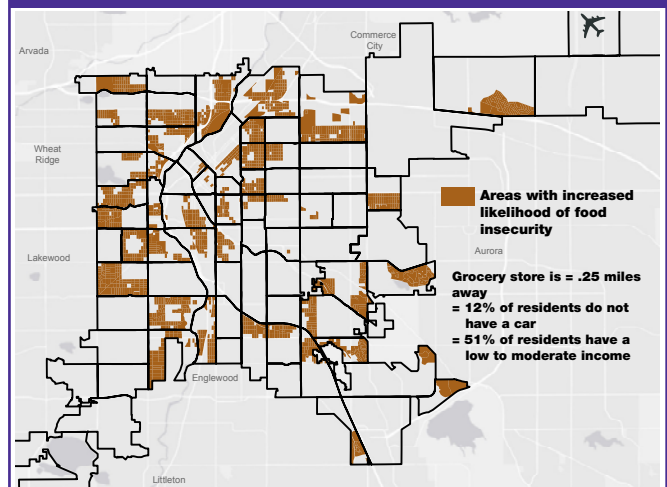 Commerce
City
Arvada
Wheat
Ridge
Areas with increased
likelihood of food
insecurity
Lakewood
Aurora
Grocery store is = .25 miles
away
= 12% of residents do not
have a car
= 51% of residents have a
low to moderate income
Englewood
Littleton